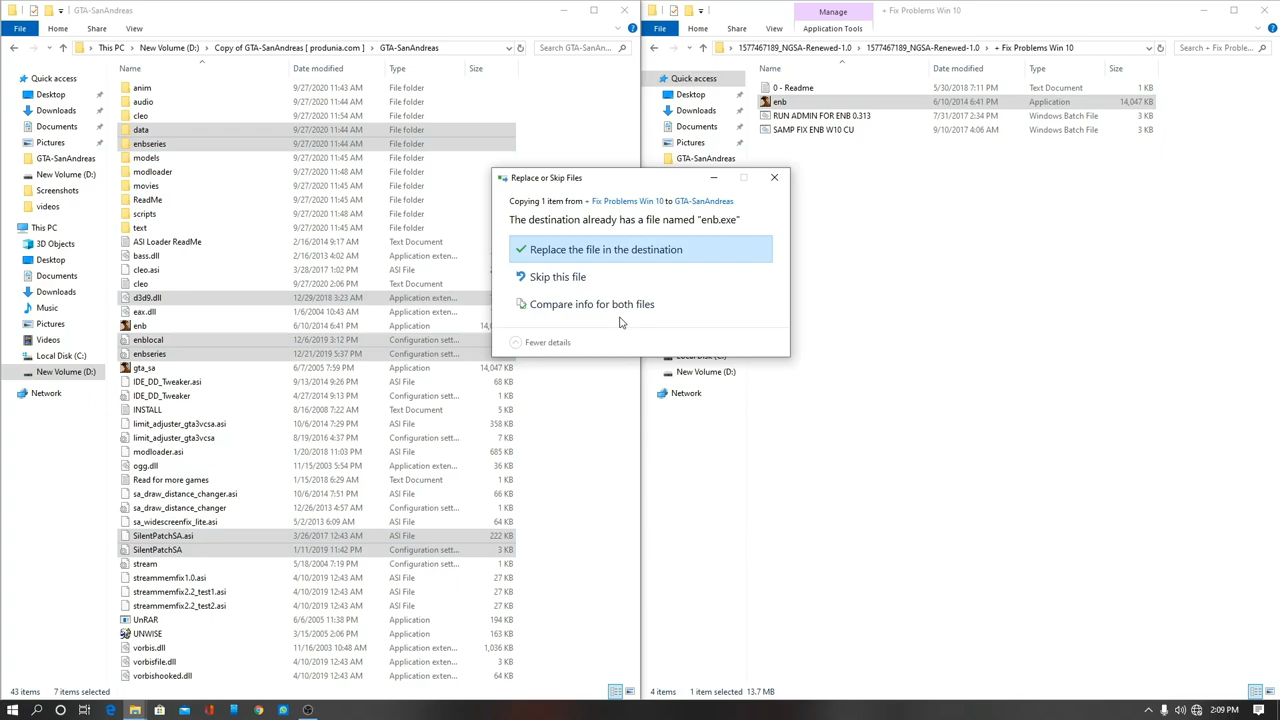 GTA-SanAndreas
File
Home
Share
View
This PC > New Volume (D:) > Copy of GTA-SanAndreas [ produnia.com ] > GTA-SanAndreas
Search GTA-SanAn...
Name
Date modified
Type
Size
Quick access
Desktop
Downloads
Documents
Pictures
GTA-SanAndreas
New Volume (D:)
Screenshots
videos
This PC
3D Objects
Desktop
Documents
Downloads
Music
Pictures
Videos
Local Disk (C:)
New Volume (D:)
Network
anim 9/27/2020 11:43 AM File folder
audio 9/27/2020 11:43 AM File folder
cleo 9/27/2020 11:54 AM File folder
data 9/27/2020 11:44 AM File folder
enbseries 9/27/2020 11:44 AM File folder
models 9/27/2020 11:45 AM File folder
modloader 9/27/2020 11:45 AM File folder
movies 9/27/2020 11:45 AM File folder
ReadMe 9/27/2020 11:45 AM File folder
scripts 9/27/2020 11:48 AM File folder
text 9/27/2020 11:45 AM File folder
ASI Loader ReadMe 2/16/2014 9:17 AM Text Document
bass.dll 2/16/2013 4:02 AM Application exten...
cleo.asi 3/28/2017 1:02 PM ASI File
cleo 9/27/2020 11:54 AM Text Document
d3d9.dll 12/29/2018 3:23 AM Application exten...
eax.dll 1/6/2004 10:43 AM Application exten...
enb 6/10/2014 6:41 PM Application 14,0
enblocal 12/6/2019 3:12 PM Configuration sett...
enbseries 12/21/2019 5:37 PM Configuration sett...
gta_sa 6/7/2005 7:59 PM Application 14,047 KB
IDE_DD_Tweaker.asi 9/13/2014 9:26 PM ASI File 68 KB
IDE_DD_Tweaker 4/27/2014 9:13 PM Configuration sett... 1 KB
INSTALL 8/16/2008 7:22 AM Text Document 5 KB
limit_adjuster_gta3vcsa.asi 10/6/2014 7:29 PM ASI File 358 KB
limit_adjuster_gta3vcsa 8/19/2016 4:37 PM Configuration sett... 7 KB
modloader.asi 1/20/2018 11:03 PM ASI File 685 KB
ogg.dll 11/15/2003 5:54 PM Application exten... 36 KB
Read for more games 1/15/2018 6:29 AM Text Document 1 KB
sa_draw_distance_changer.asi 10/6/2014 7:51 PM ASI File 66 KB
sa_draw_distance_changer 12/26/2013 4:57 AM Configuration sett... 1 KB
sa_widescreenfix_lite.asi 5/2/2013 6:09 AM ASI File 64 KB
SilentPatchSA.asi 3/26/2017 12:43 AM ASI File 222 KB
SilentPatchSA 1/11/2019 11:42 PM Configuration sett... 3 KB
stream 5/18/2004 7:19 PM Configuration sett... 1 KB
streammemfix1.0.asi 4/10/2019 12:43 AM ASI File 27 KB
streammemfix2.2_test1.asi 4/10/2019 12:43 AM ASI File 27 KB
streammemfix2.2_test2.asi 4/10/2019 12:43 AM ASI File 27 KB
UnRAR 6/6/2005 11:38 PM Application 194 KB
UNWISE 3/15/2005 2:06 PM Application 163 KB
vorbis.dll 11/16/2003 10:48 AM Application exten... 1,036 KB
vorbisfile.dll 4/10/2019 12:43 AM Application exten... 3 KB
vorbishooked.dll 4/10/2019 12:43 AM Application exten... 64 KB
43 items 7 items selected
Manage
+ Fix Problems Win 10
File
Home
Share
View
Application Tools
1577467189_NGSA-Renewed-1.0 > 1577467189_NGSA-Renewed-1.0 > + Fix Problems Win 10
Search + Fix Proble...
Name
Date modified
Type
Size
Quick access
Desktop
Downloads
Documents
Pictures
GTA-SanAndreas
Local Disk (C:)
New Volume (D:)
Network
0 - Readme 5/30/2018 7:11 PM Text Document 1 KB
enb 6/10/2014 6:41 PM Application 14,047 KB
RUN ADMIN FOR ENB 0.313 7/31/2017 2:34 PM Windows Batch File 3 KB
SAMP FIX ENB W10 CU 9/10/2017 4:06 AM Windows Batch File 3 KB
4 items 1 item selected 13.7 MB
Replace or Skip Files
Copying 1 item from + Fix Problems Win 10 to GTA-SanAndreas
The destination already has a file named "enb.exe"
Replace the file in the destination
Skip this file
Compare info for both files
Fewer details
2:09 PM